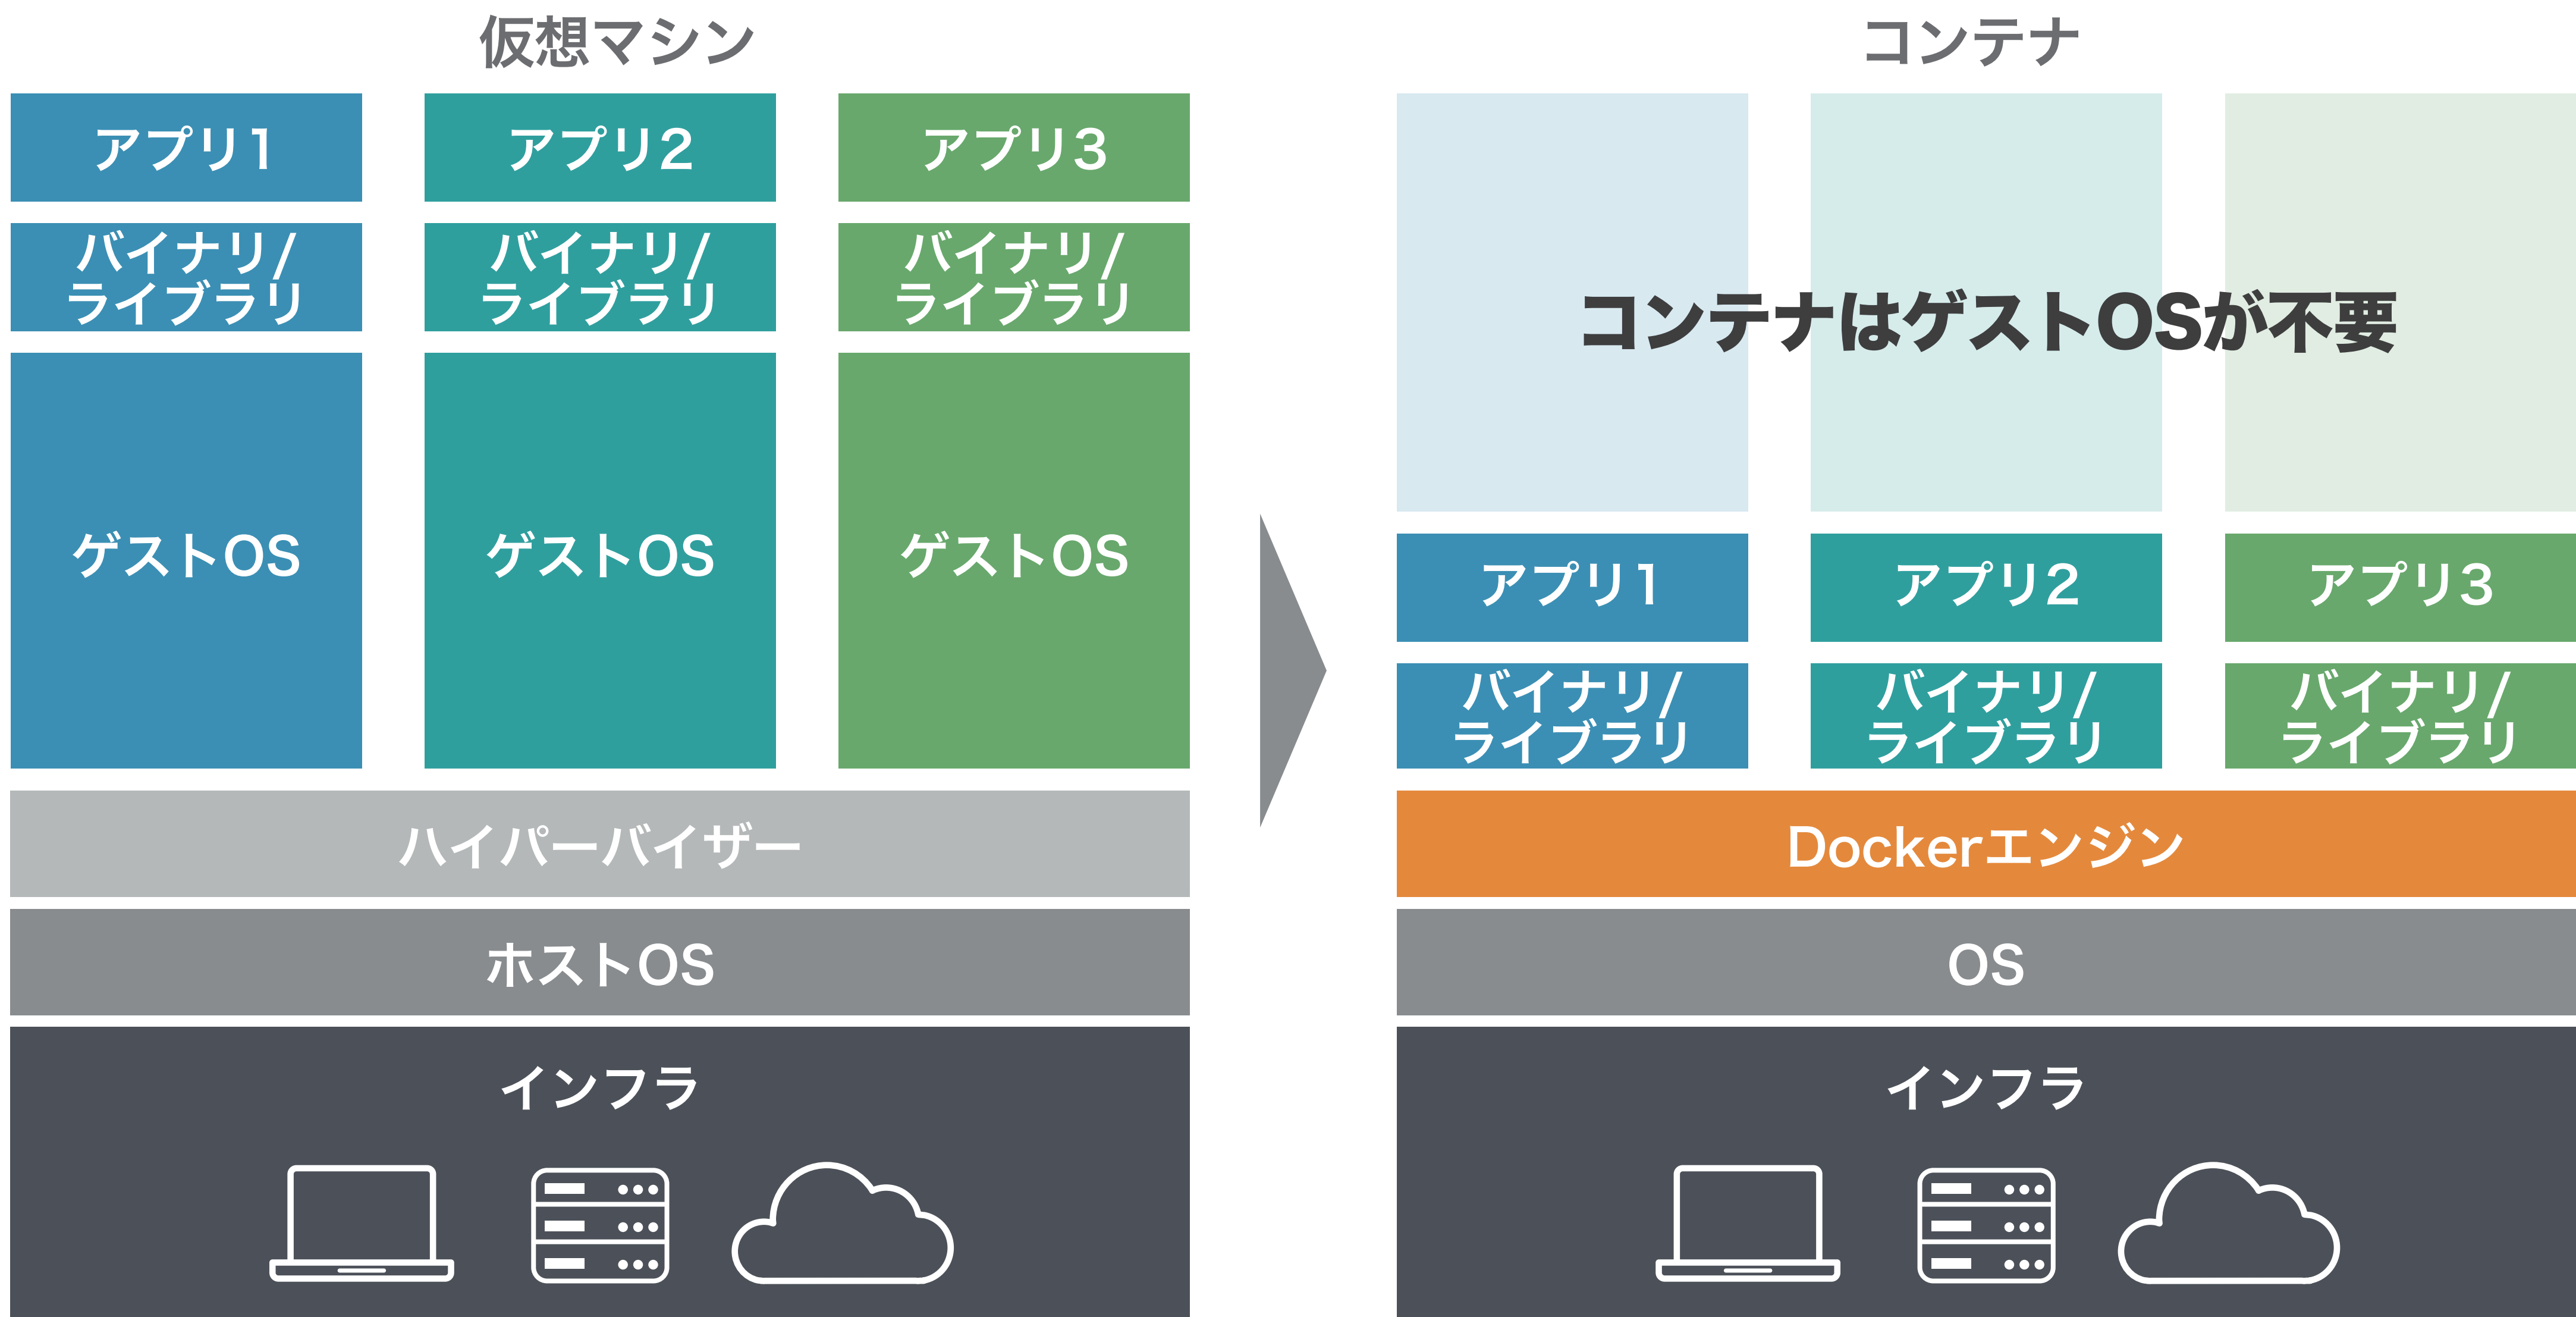 仮想マシン
アプリ1
アプリ2
アプリ3
バイナリ/
ライブラリ
バイナリ/
ライブラリ
バイナリ/
ライブラリ
ゲストOS
ゲストOS
ゲストOS
ハイパーバイザー
ホストOS
インフラ
コンテナ
コンテナはゲストOSが不要
アプリ1
アプリ2
アプリ3
バイナリ/
ライブラリ
バイナリ/
ライブラリ
バイナリ/
ライブラリ
Dockerエンジン
OS
インフラ